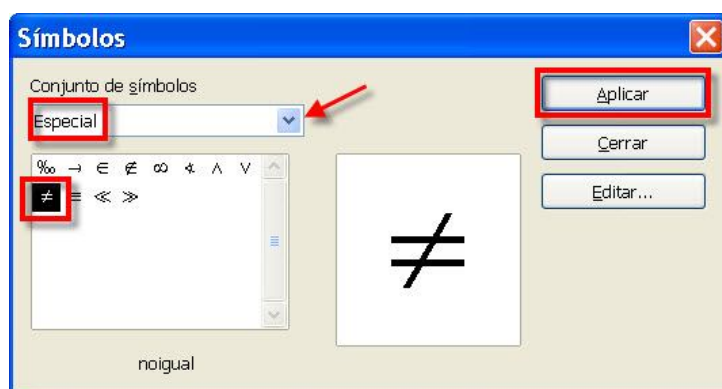 Símbolos
Conjunto de símbolos
Especial
‰ → ∈ ∉ ∞ ∢ ∧ ∨
≠ ≡ ≪ ≫
≠
noigual
Aplicar
Cerrar
Editar...